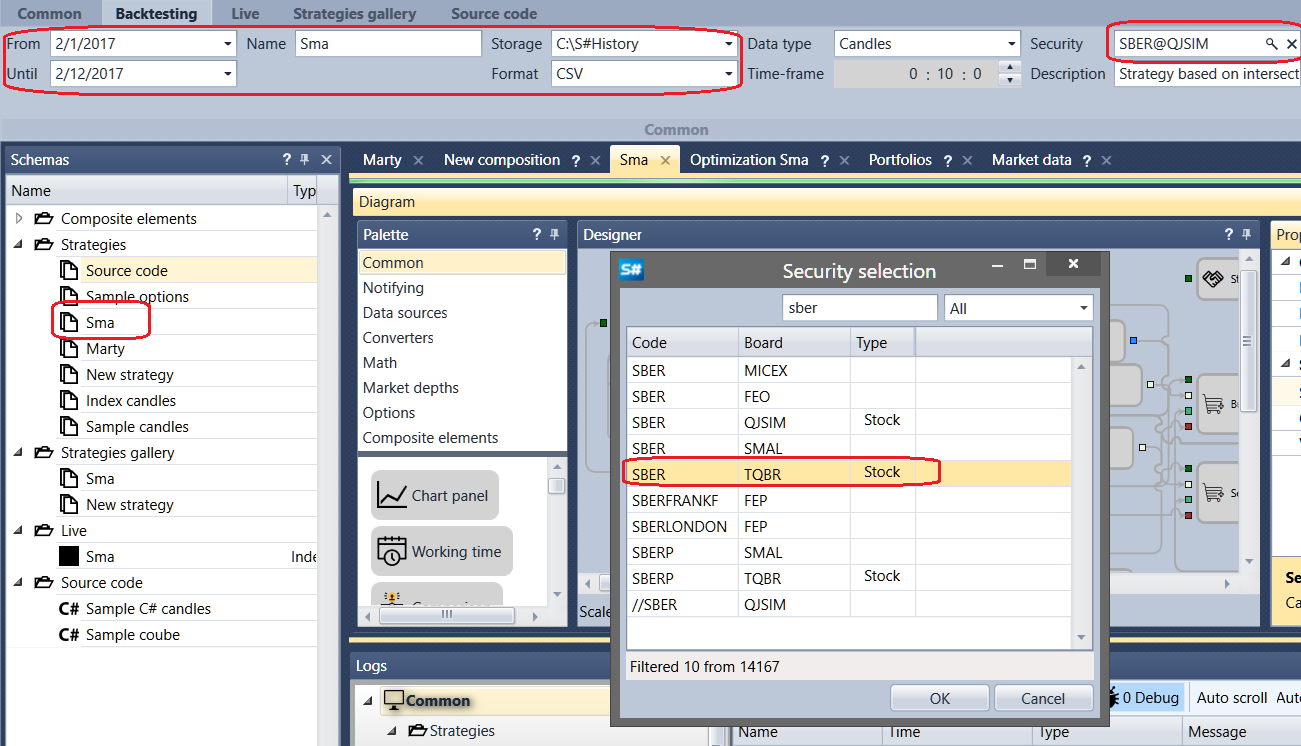 Common Backtesting Live Strategies gallery Source code
From 2/1/2017 Name Sma Storage C:\S#History Data type Candles Security SBER@QJSIM
Until 2/12/2017 Format CSV Time-frame 0 : 10 : 0 Description Strategy based on intersect
Common
Schemas ?
Name Typ
Composite elements
Strategies
Source code
Sample options
Sma
Marty
New strategy
Index candles
Sample candles
Strategies gallery
Sma
New strategy
Live
Sma Inde
Source code
C# Sample C# candles
C# Sample coube
Marty New composition ? Sma Optimization Sma ? Portfolios ? Market data ?
Diagram
Palette ?
Common
Notifying
Data sources
Converters
Math
Market depths
Options
Composite elements
Chart panel
Working time
Designer ?
Scale
S# Security selection
sber All
Code Board Type
SBER MICEX
SBER FEO
SBER QJSIM Stock
SBER SMAL
SBER TQBR Stock
SBERFRANKF FEP
SBERLONDON FEP
SBERP SMAL
SBERP TQBR Stock
//SBER QJSIM
Filtered 10 from 14167
OK Cancel
Prop
Se
Ca
Logs
Common
Strategies
0 Debug Auto scroll Auto
Name Time Type Message